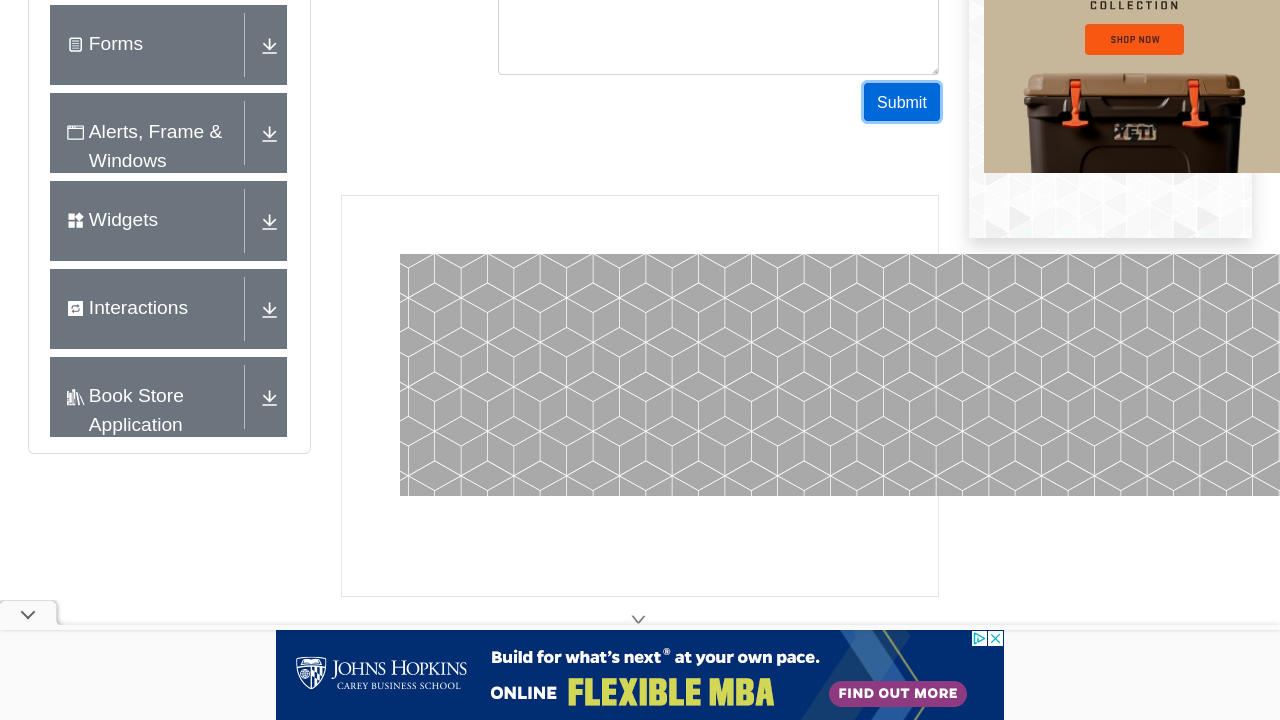 Forms
Alerts, Frame &
Windows
Widgets
Interactions
Book Store
Application
Submit
COLLECTION
SHOP NOW
YETI
JOHNS HOPKINS
CAREY BUSINESS SCHOOL
Build for what's next® at your own pace.
ONLINE FLEXIBLE MBA
FIND OUT MORE